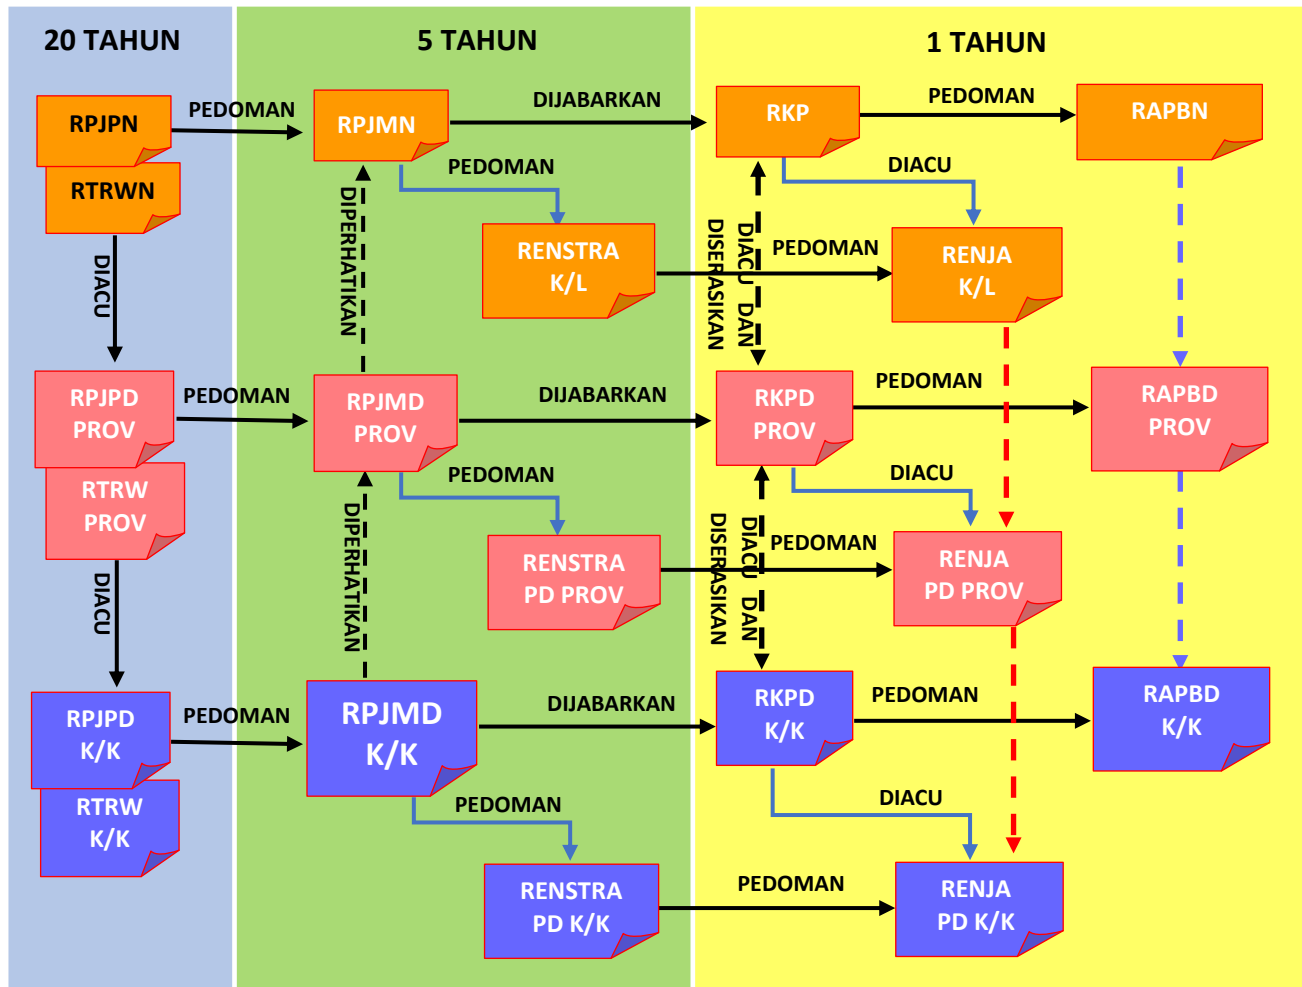 20 TAHUN
5 TAHUN
1 TAHUN
RPJPN
PEDOMAN
RPJMN
DIJABARKAN
RKP
PEDOMAN
RAPBN
RTRWN
PEDOMAN
DIACU
DIACU
DIPERHATIKAN
RENSTRA
K/L
DIACU DAN
DISERASIKAN
PEDOMAN
RENJA
K/L
RPJPD
PROV
PEDOMAN
RPJMD
PROV
DIJABARKAN
RKPD
PROV
PEDOMAN
RAPBD
PROV
RTRW
PROV
PEDOMAN
DIACU
DIACU
DIPERHATIKAN
RENSTRA
PD PROV
DIACU DAN
DISERASIKAN
PEDOMAN
RENJA
PD PROV
RPJPD
K/K
PEDOMAN
RPJMD
K/K
DIJABARKAN
RKPD
K/K
PEDOMAN
RAPBD
K/K
RTRW
K/K
PEDOMAN
DIACU
RENSTRA
PD K/K
PEDOMAN
RENJA
PD K/K